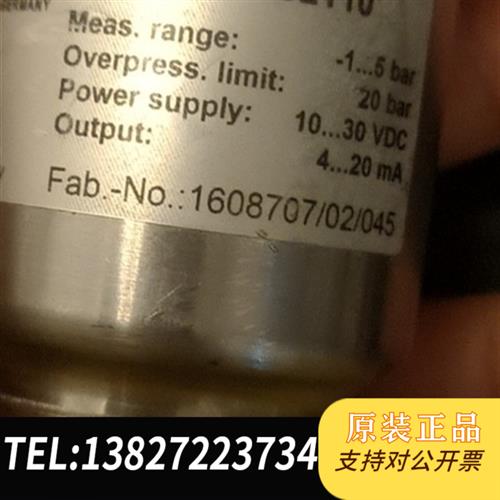 GERMANY
Meas. range: -1...5 bar
Overpress. limit: 20 bar
Power supply: 10...30 VDC
Output: 4...20 mA
Fab.-No.:1608707/02/045
TEL:13827223734
原装正品
支持对公开票